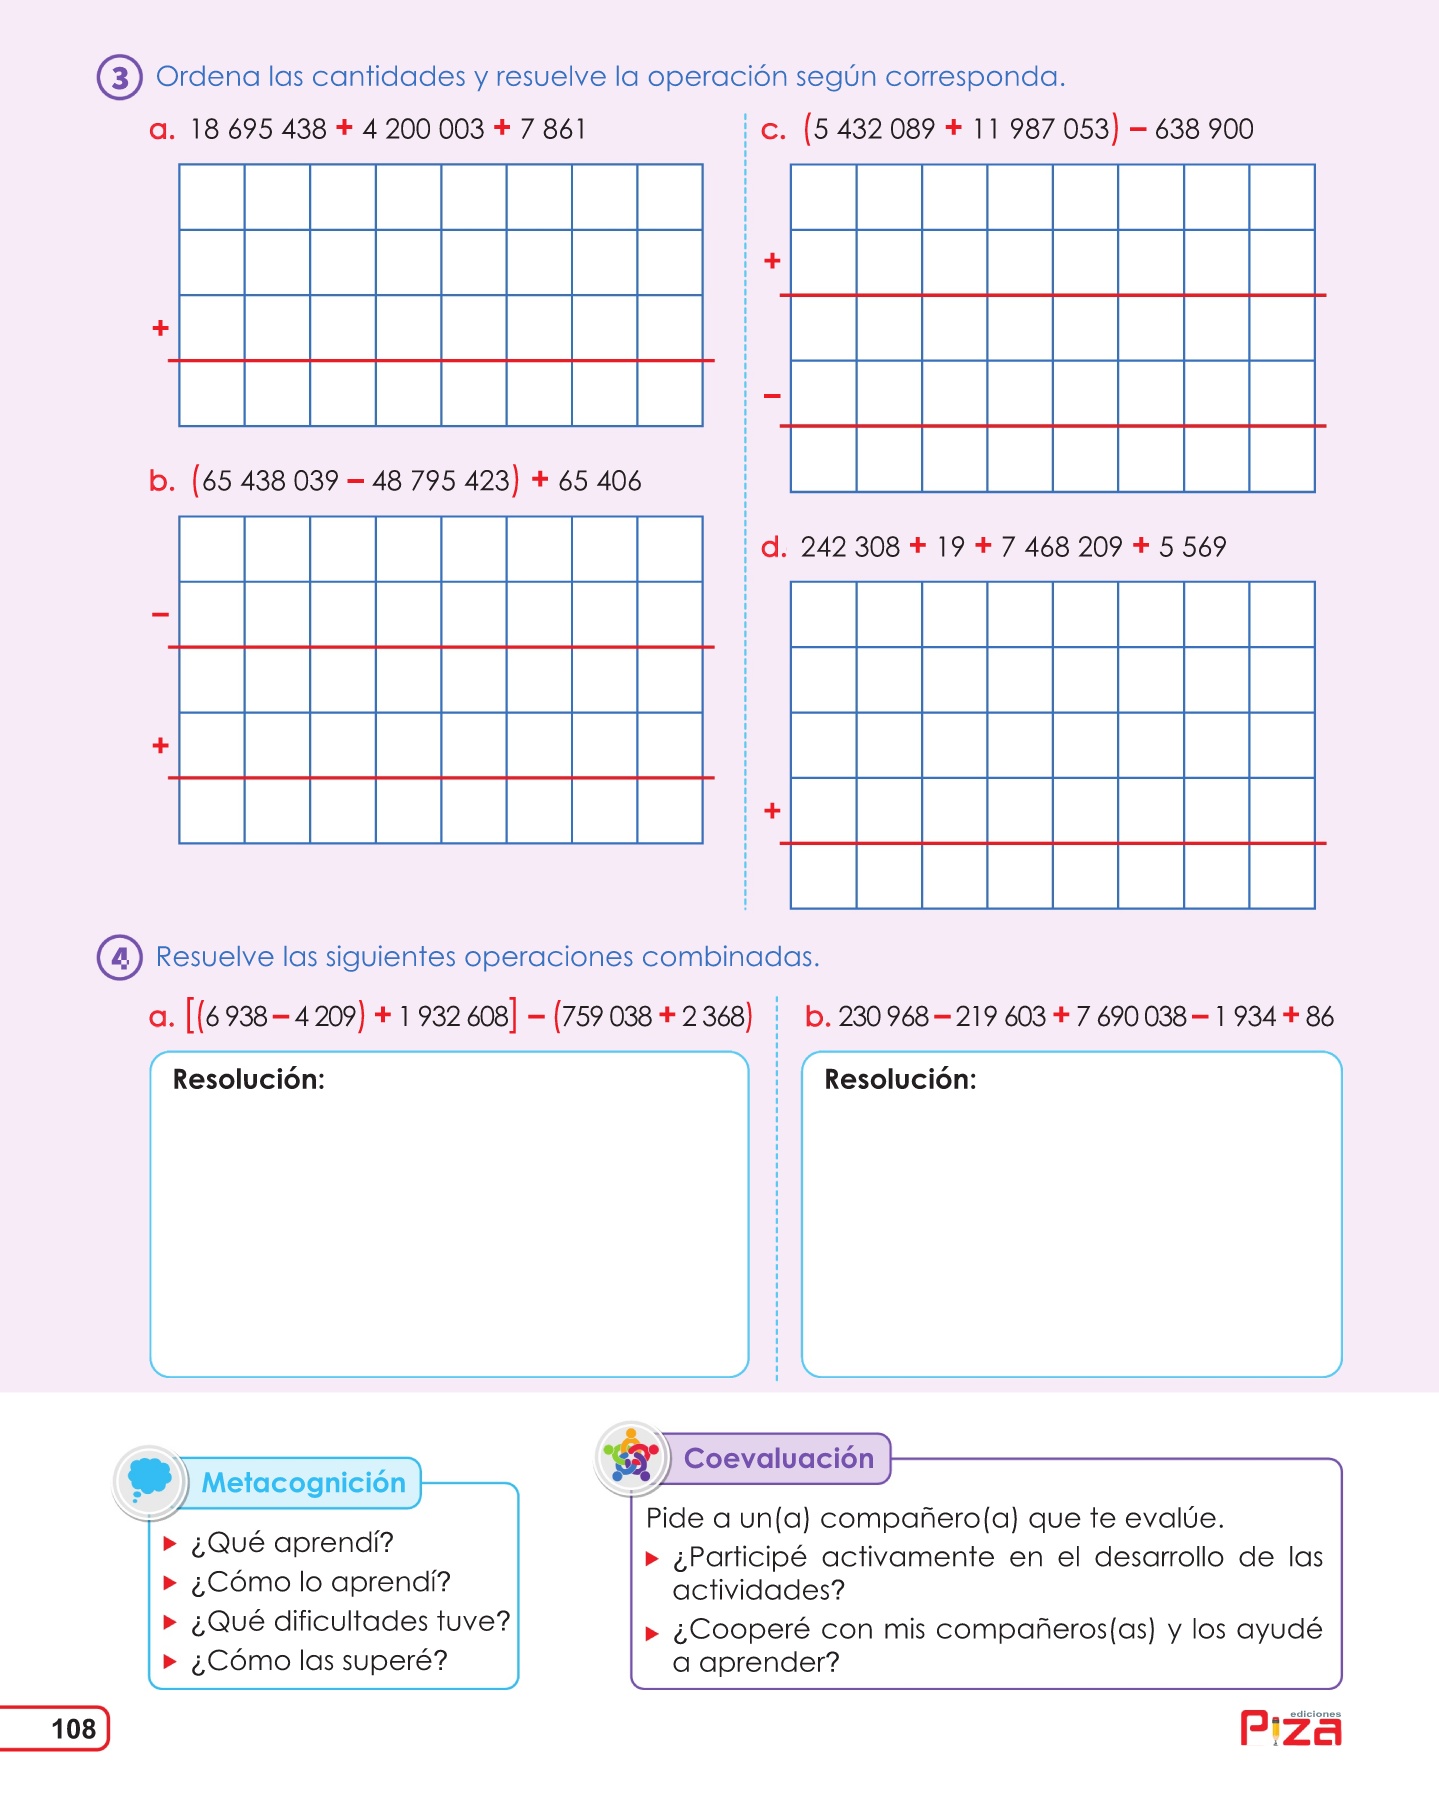 3 Ordena las cantidades y resuelve la operación según corresponda.
a. 18 695 438 + 4 200 003 + 7 861
+
b. (65 438 039 – 48 795 423) + 65 406
–
+
c. (5 432 089 + 11 987 053) – 638 900
+
–
d. 242 308 + 19 + 7 468 209 + 5 569
+
4 Resuelve las siguientes operaciones combinadas.
a. [(6 938 – 4 209) + 1 932 608] – (759 038 + 2 368)
Resolución:
b. 230 968 – 219 603 + 7 690 038 – 1 934 + 86
Resolución:
Metacognición
¿Qué aprendí?
¿Cómo lo aprendí?
¿Qué dificultades tuve?
¿Cómo las superé?
Coevaluación
Pide a un(a) compañero(a) que te evalúe.
¿Participé activamente en el desarrollo de las
actividades?
¿Cooperé con mis compañeros(as) y los ayudé
a aprender?
108
ediciones
Piza